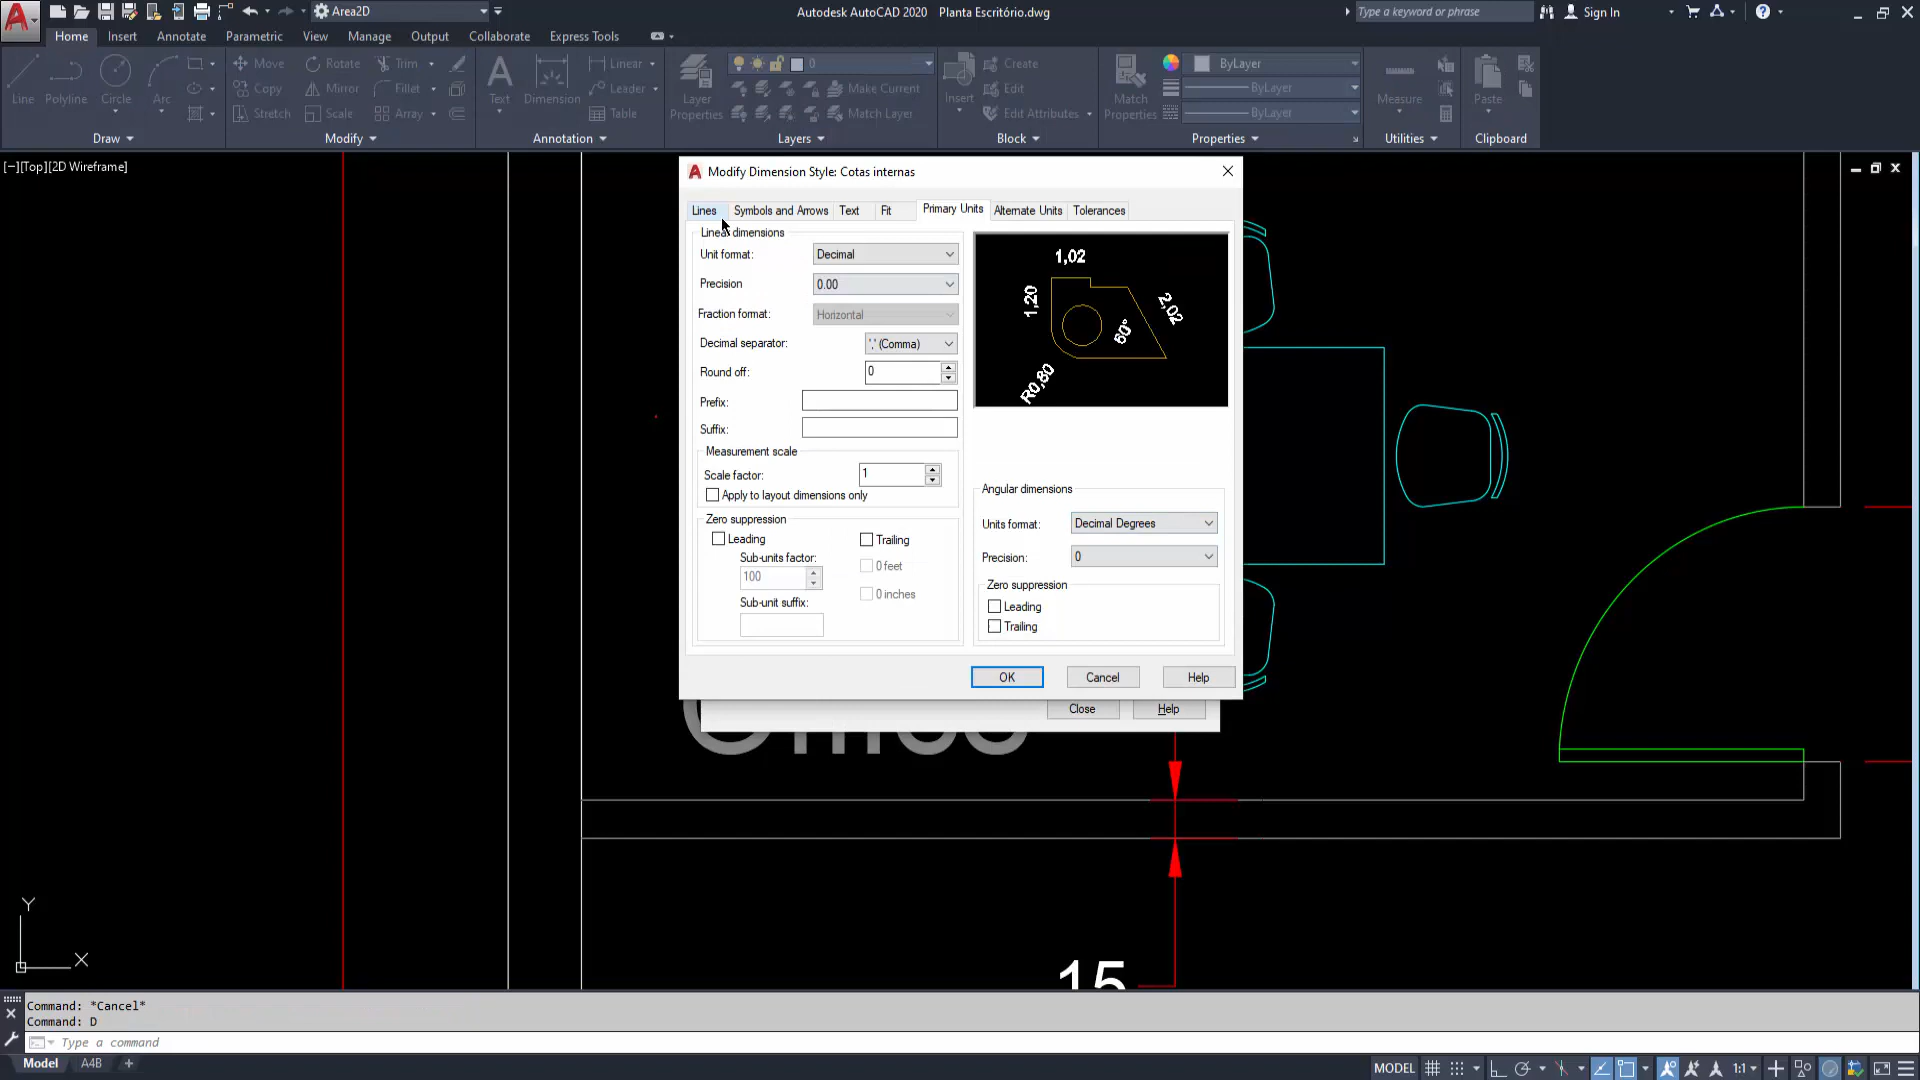 Area2D
Autodesk AutoCAD 2020 Planta Escritório.dwg
Type a keyword or phrase
Sign In
Home Insert Annotate Parametric View Manage Output Collaborate Express Tools
Line Polyline Circle Arc
Move Rotate Trim
Copy Mirror Fillet
Stretch Scale Array
Text Dimension
Linear
Leader
Table
Layer
Properties
0
Make Current
Match Layer
Insert
Create
Edit
Edit Attributes
Match
Properties
ByLayer
ByLayer
ByLayer
Measure
Paste
Draw Modify Annotation Layers Block Properties Utilities Clipboard
[−][Top][2D Wireframe]
Modify Dimension Style: Cotas internas
Lines Symbols and Arrows Text Fit Primary Units Alternate Units Tolerances
Linear dimensions
Unit format: Decimal
Precision 0.00
Fraction format: Horizontal
Decimal separator: ',' (Comma)
Round off: 0
Prefix:
Suffix:
Measurement scale
Scale factor: 1
Apply to layout dimensions only
Zero suppression
Leading Trailing
Sub-units factor: 0 feet
100
0 inches
Sub-unit suffix:
1,02
1,20
2,02
60°
R0,80
Angular dimensions
Units format: Decimal Degrees
Precision: 0
Zero suppression
Leading
Trailing
OK Cancel Help
Close Help
15
Y
X
Command: *Cancel*
Command: D
Type a command
Model A4B +
MODEL 1:1